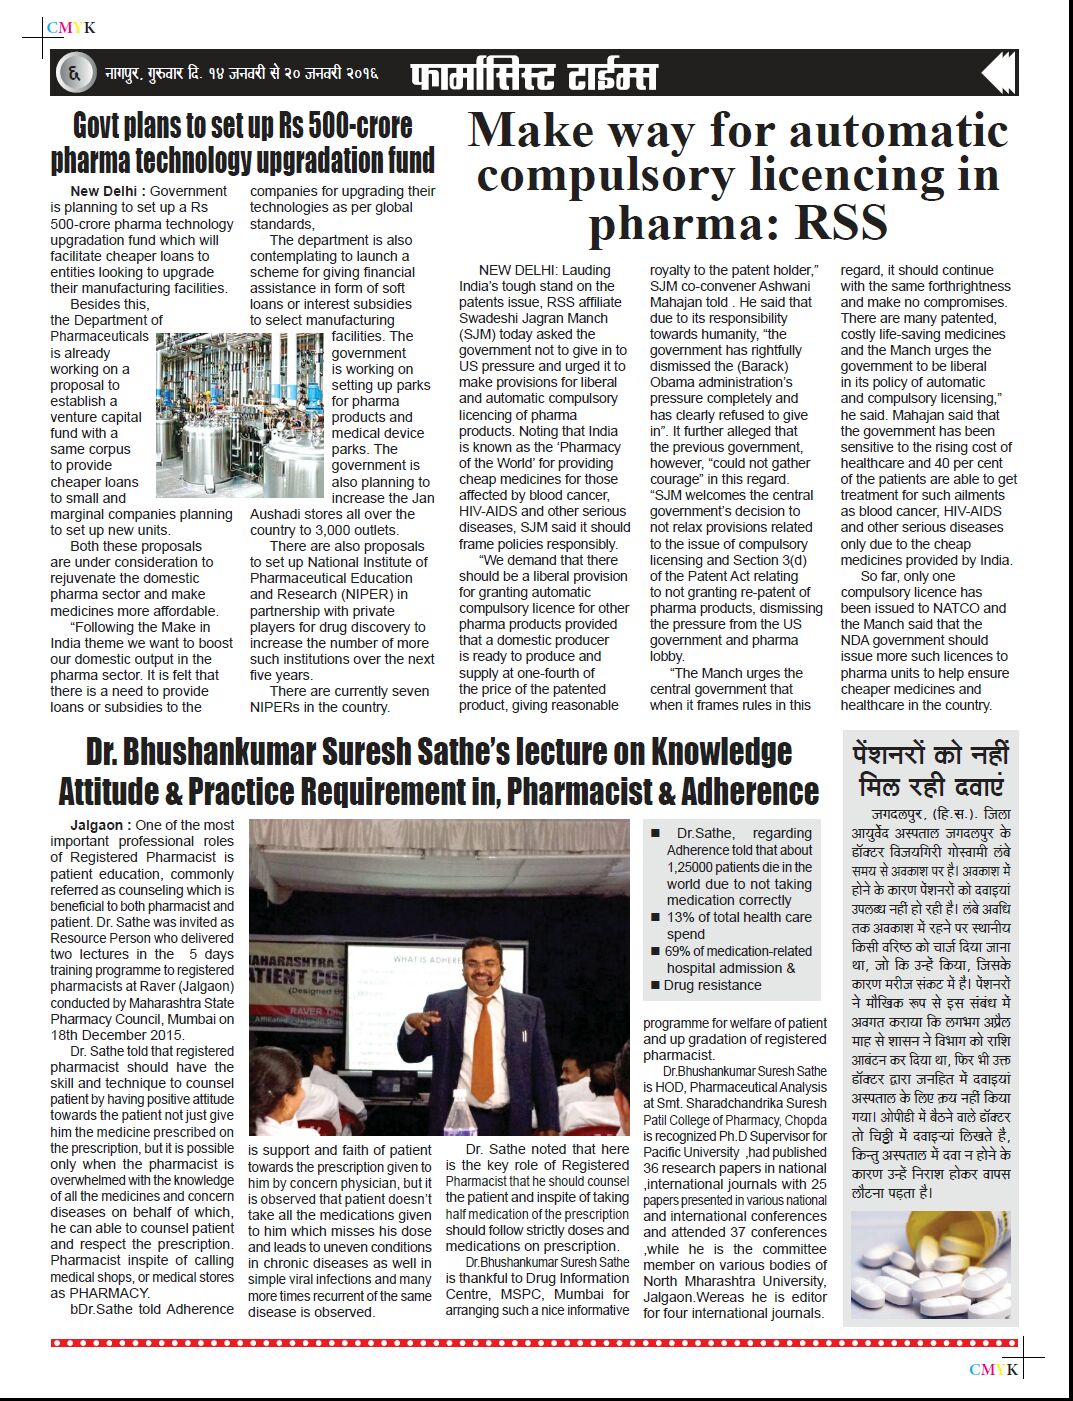 CMYK
६ नागपुर, गुरुवार दि. १४ जनवरी से २० जनवरी २०१६ फार्मासिस्ट टाईम्स
Govt plans to set up Rs 500-crore
pharma technology upgradation fund
New Delhi : Government
is planning to set up a Rs
500-crore pharma technology
upgradation fund which will
facilitate cheaper loans to
entities looking to upgrade
their manufacturing facilities.
Besides this,
the Department of
Pharmaceuticals
is already
working on a
proposal to
establish a
venture capital
fund with a
same corpus
to provide
cheaper loans
to small and
marginal companies planning
to set up new units.
Both these proposals
are under consideration to
rejuvenate the domestic
pharma sector and make
medicines more affordable.
“Following the Make in
India theme we want to boost
our domestic output in the
pharma sector. It is felt that
there is a need to provide
loans or subsidies to the
companies for upgrading their
technologies as per global
standards,
The department is also
contemplating to launch a
scheme for giving financial
assistance in form of soft
loans or interest subsidies
to select manufacturing
facilities. The
government
is working on
setting up parks
for pharma
products and
medical device
parks. The
government is
also planning to
increase the Jan
Aushadi stores all over the
country to 3,000 outlets.
There are also proposals
to set up National Institute of
Pharmaceutical Education
and Research (NIPER) in
partnership with private
players for drug discovery to
increase the number of more
such institutions over the next
five years.
There are currently seven
NIPERs in the country.
Make way for automatic
compulsory licencing in
pharma: RSS
NEW DELHI: Lauding
India’s tough stand on the
patents issue, RSS affiliate
Swadeshi Jagran Manch
(SJM) today asked the
government not to give in to
US pressure and urged it to
make provisions for liberal
and automatic compulsory
licencing of pharma
products. Noting that India
is known as the ‘Pharmacy
of the World’ for providing
cheap medicines for those
affected by blood cancer,
HIV-AIDS and other serious
diseases, SJM said it should
frame policies responsibly.
“We demand that there
should be a liberal provision
for granting automatic
compulsory licence for other
pharma products provided
that a domestic producer
is ready to produce and
supply at one-fourth of
the price of the patented
product, giving reasonable
royalty to the patent holder,”
SJM co-convener Ashwani
Mahajan told . He said that
due to its responsibility
towards humanity, “the
government has rightfully
dismissed the (Barack)
Obama administration’s
pressure completely and
has clearly refused to give
in”. It further alleged that
the previous government,
however, “could not gather
courage” in this regard.
“SJM welcomes the central
government’s decision to
not relax provisions related
to the issue of compulsory
licensing and Section 3(d)
of the Patent Act relating
to not granting re-patent of
pharma products, dismissing
the pressure from the US
government and pharma
lobby.
“The Manch urges the
central government that
when it frames rules in this
regard, it should continue
with the same forthrightness
and make no compromises.
There are many patented,
costly life-saving medicines
and the Manch urges the
government to be liberal
in its policy of automatic
and compulsory licensing,”
he said. Mahajan said that
the government has been
sensitive to the rising cost of
healthcare and 40 per cent
of the patients are able to get
treatment for such ailments
as blood cancer, HIV-AIDS
and other serious diseases
only due to the cheap
medicines provided by India.
So far, only one
compulsory licence has
been issued to NATCO and
the Manch said that the
NDA government should
issue more such licences to
pharma units to help ensure
cheaper medicines and
healthcare in the country.
Dr. Bhushankumar Suresh Sathe’s lecture on Knowledge
Attitude & Practice Requirement in, Pharmacist & Adherence
Jalgaon : One of the most
important professional roles
of Registered Pharmacist is
patient education, commonly
referred as counseling which is
beneficial to both pharmacist and
patient. Dr. Sathe was invited as
Resource Person who delivered
two lectures in the 5 days
training programme to registered
pharmacists at Raver (Jalgaon)
conducted by Maharashtra State
Pharmacy Council, Mumbai on
18th December 2015.
Dr. Sathe told that registered
pharmacist should have the
skill and technique to counsel
patient by having positive attitude
towards the patient not just give
him the medicine prescribed on
the prescription, but it is possible
only when the pharmacist is
overwhelmed with the knowledge
of all the medicines and concern
diseases on behalf of which,
he can able to counsel patient
and respect the prescription.
Pharmacist inspite of calling
medical shops, or medical stores
as PHARMACY.
bDr.Sathe told Adherence
MAHARASHTRA S
PATIENT COU
(Designed B
RAVER
WHAT IS ADHERE
is support and faith of patient
towards the prescription given to
him by concern physician, but it
is observed that patient doesn’t
take all the medications given
to him which misses his dose
and leads to uneven conditions
in chronic diseases as well in
simple viral infections and many
more times recurrent of the same
disease is observed.
Dr. Sathe noted that here
is the key role of Registered
Pharmacist that he should counsel
the patient and inspite of taking
half medication of the prescription
should follow strictly doses and
medications on prescription.
Dr.Bhushankumar Suresh Sathe
is thankful to Drug Information
Centre, MSPC, Mumbai for
arranging such a nice informative
■ Dr.Sathe, regarding
Adherence told that about
1,25000 patients die in the
world due to not taking
medication correctly
■ 13% of total health care
spend
■ 69% of medication-related
hospital admission &
■ Drug resistance
programme for welfare of patient
and up gradation of registered
pharmacist.
Dr.Bhushankumar Suresh Sathe
is HOD, Pharmaceutical Analysis
at Smt. Sharadchandrika Suresh
Patil College of Pharmacy, Chopda
is recognized Ph.D Supervisor for
Pacific University ,had published
36 research papers in national
,international journals with 25
papers presented in various national
and international conferences
and attended 37 conferences
,while he is the committee
member on various bodies of
North Mharashtra University,
Jalgaon.Wereas he is editor
for four international journals.
पेंशनरों को नहीं
मिल रही दवाएं
जगदलपुर, (हि.स.). जिला
आयुर्वेद अस्पताल जगदलपुर के
डॉक्टर विजयगिरी गोस्वामी लंबे
समय से अवकाश पर है। अवकाश में
होने के कारण पेंशनरों को दवाइयां
उपलब्ध नहीं हो रही है। लंबे अवधि
तक अवकाश में रहने पर स्थानीय
किसी वरिष्ठ को चार्ज दिया जाना
था, जो कि उन्हें किया, जिसके
कारण मरीज संकट में है। पेंशनरों
ने मौखिक रूप से इस संबंध में
अवगत कराया कि लगभग अप्रैल
माह से शासन ने विभाग को राशि
आबंटन कर दिया था, फिर भी उक्त
डॉक्टर द्वारा जनहित में दवाइयां
अस्पताल के लिए क्रय नहीं किया
गया। ओपीडी में बैठने वाले डॉक्टर
तो चिठ्ठी में दवाइयां लिखते है,
किन्तु अस्पताल में दवा न होने के
कारण उन्हें निराश होकर वापस
लौटना पड़ता है।
CMYK